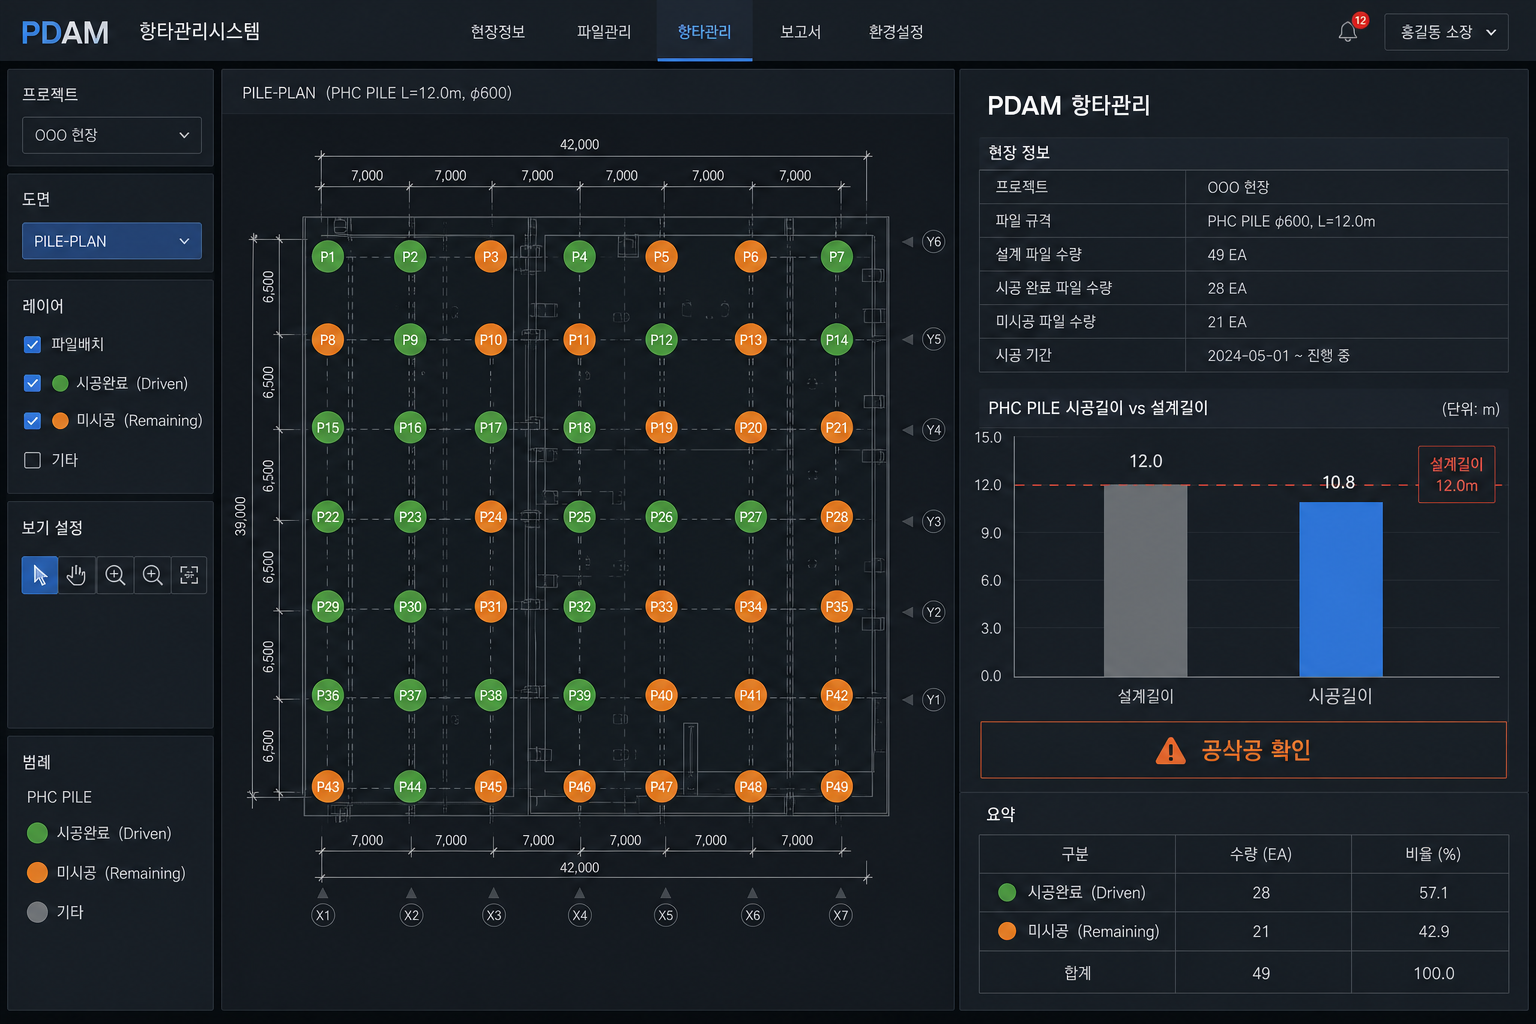 PDAM 항타관리시스템
현장정보 파일관리 항타관리 보고서 환경설정
12
홍길동 소장
프로젝트
OOO 현장
도면
PILE-PLAN
레이어
파일배치
시공완료 (Driven)
미시공 (Remaining)
기타
보기 설정
범례
PHC PILE
시공완료 (Driven)
미시공 (Remaining)
기타
PILE-PLAN (PHC PILE L=12.0m, ϕ600)
42,000
7,000 7,000 7,000 7,000 7,000 7,000
P1 P2 P3 P4 P5 P6 P7
Y6
6,500
P8 P9 P10 P11 P12 P13 P14
Y5
6,500
P15 P16 P17 P18 P19 P20 P21
Y4
6,500
39,000
P22 P23 P24 P25 P26 P27 P28
Y3
6,500
P29 P30 P31 P32 P33 P34 P35
Y2
6,500
P36 P37 P38 P39 P40 P41 P42
Y1
6,500
P43 P44 P45 P46 P47 P48 P49
7,000 7,000 7,000 7,000 7,000 7,000
42,000
X1 X2 X3 X4 X5 X6 X7
PDAM 항타관리
현장 정보
프로젝트 OOO 현장
파일 규격 PHC PILE ϕ600, L=12.0m
설계 파일 수량 49 EA
시공 완료 파일 수량 28 EA
미시공 파일 수량 21 EA
시공 기간 2024-05-01 ~ 진행 중
PHC PILE 시공길이 vs 설계길이 (단위: m)
15.0
12.0
9.0
6.0
3.0
0.0
12.0
10.8
설계길이
12.0m
설계길이 시공길이
공삭공 확인
요약
구분 수량 (EA) 비율 (%)
시공완료 (Driven) 28 57.1
미시공 (Remaining) 21 42.9
합계 49 100.0